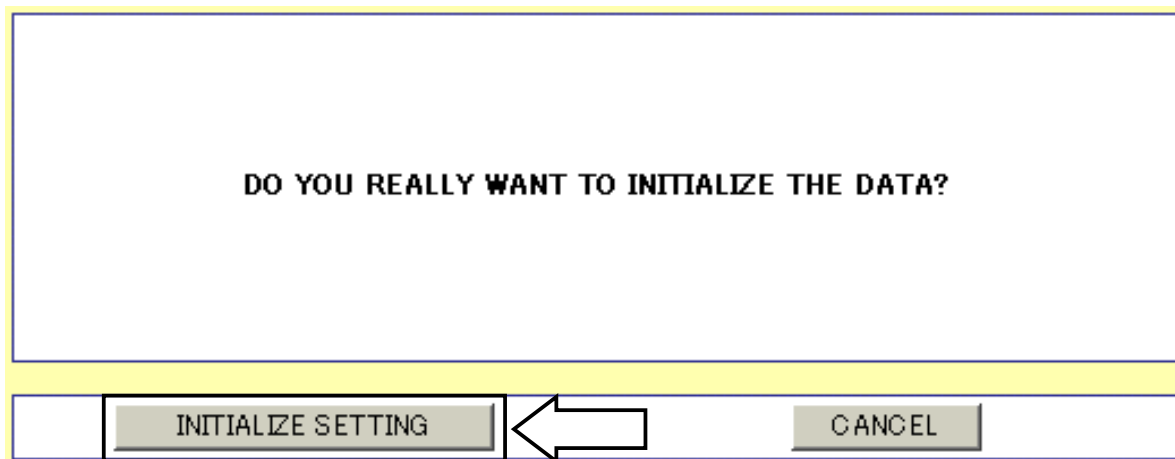 DO YOU REALLY WANT TO INITIALIZE THE DATA?
INITIALIZE SETTING
CANCEL